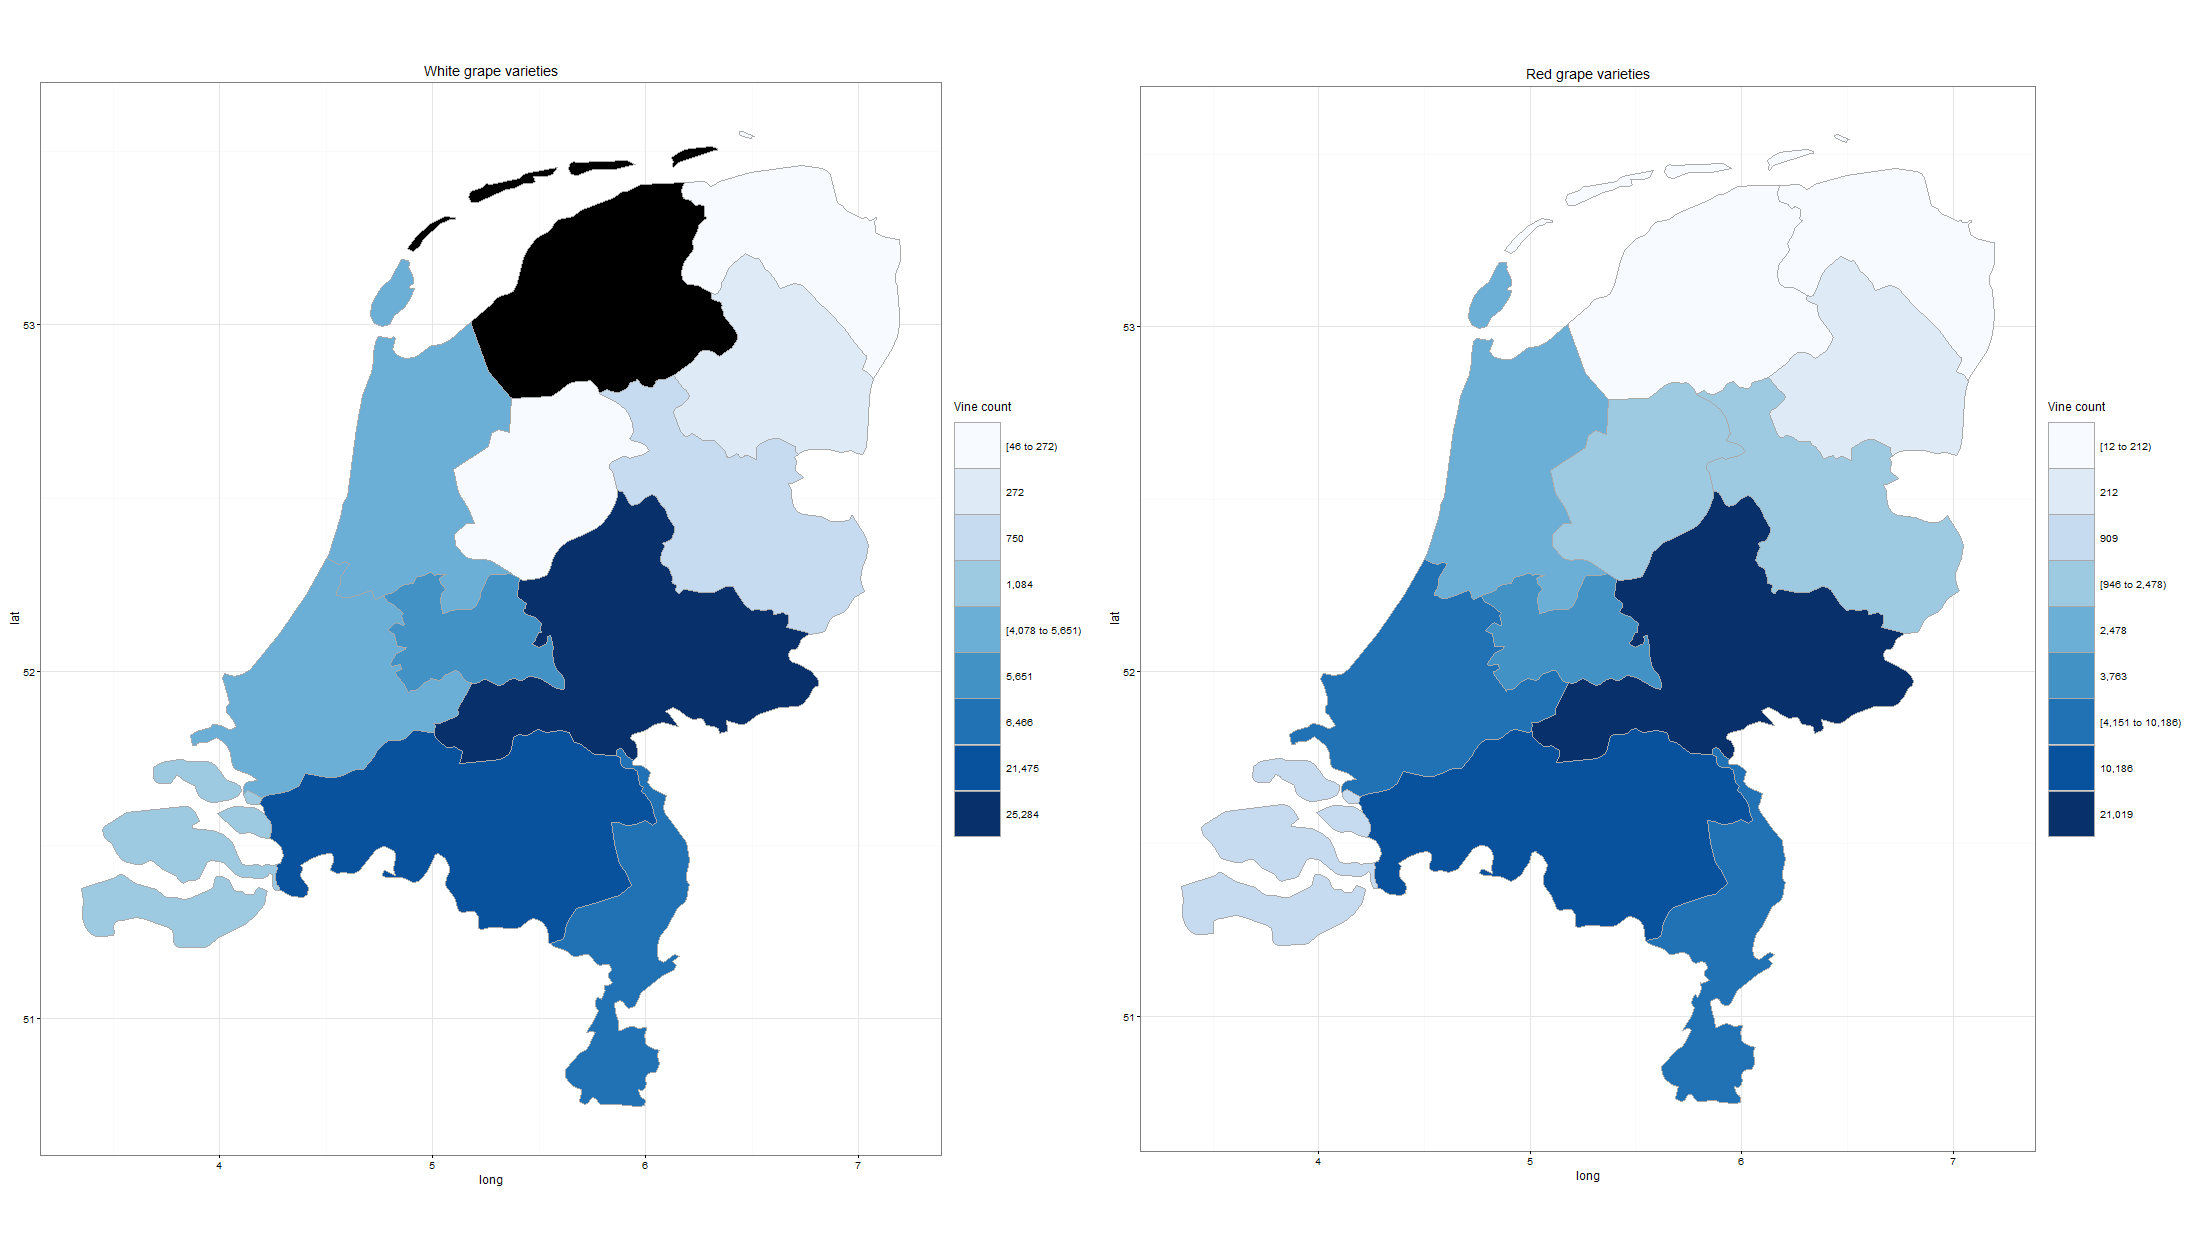 White grape varieties
53
52
51
lat
4 5 6 7
long
Vine count
[46 to 272)
272
750
1,084
[4,078 to 5,651)
5,651
6,466
21,475
25,284
Red grape varieties
53
52
51
lat
4 5 6 7
long
Vine count
[12 to 212)
212
909
[946 to 2,478)
2,478
3,763
[4,151 to 10,186)
10,186
21,019